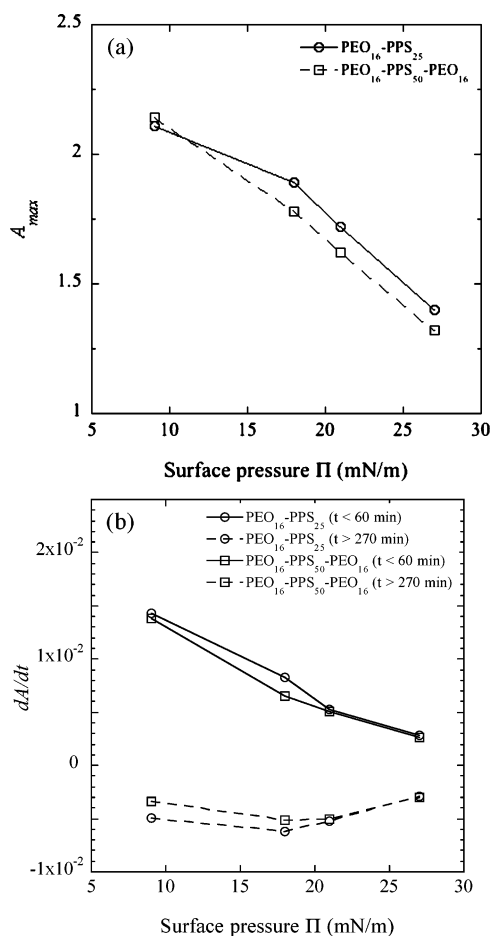 (a)
PEO16-PPS25
PEO16-PPS50-PEO16
2.5
2
1.5
1
Amax
5 10 15 20 25 30
Surface pressure Π (mN/m)
(b)
PEO16-PPS25 (t < 60 min)
PEO16-PPS25 (t > 270 min)
PEO16-PPS50-PEO16 (t < 60 min)
PEO16-PPS50-PEO16 (t > 270 min)
2x10-2
1x10-2
0
-1x10-2
dA/dt
5 10 15 20 25 30
Surface pressure Π (mN/m)